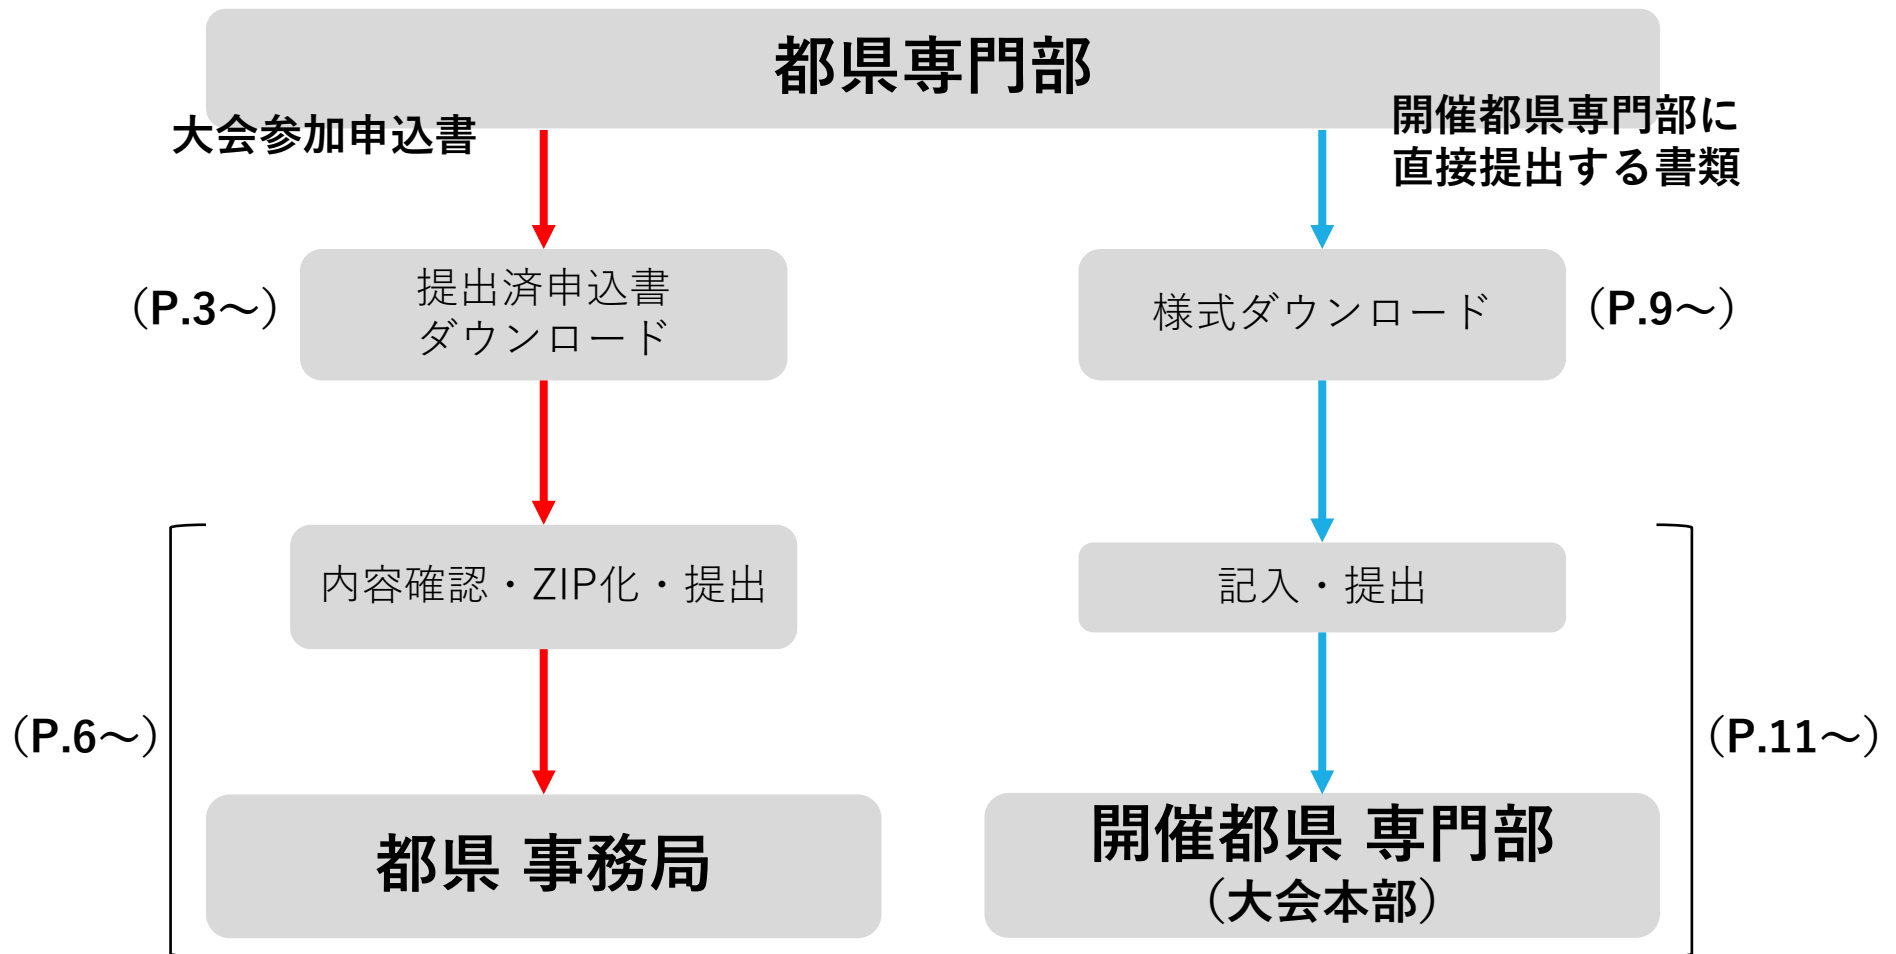 都県専門部
大会参加申込書
開催都県専門部に
直接提出する書類
（P.3～）
提出済申込書
ダウンロード
様式ダウンロード
（P.9～）
内容確認・ZIP化・提出
記入・提出
（P.6～）
（P.11～）
都県 事務局
開催都県 専門部
（大会本部）